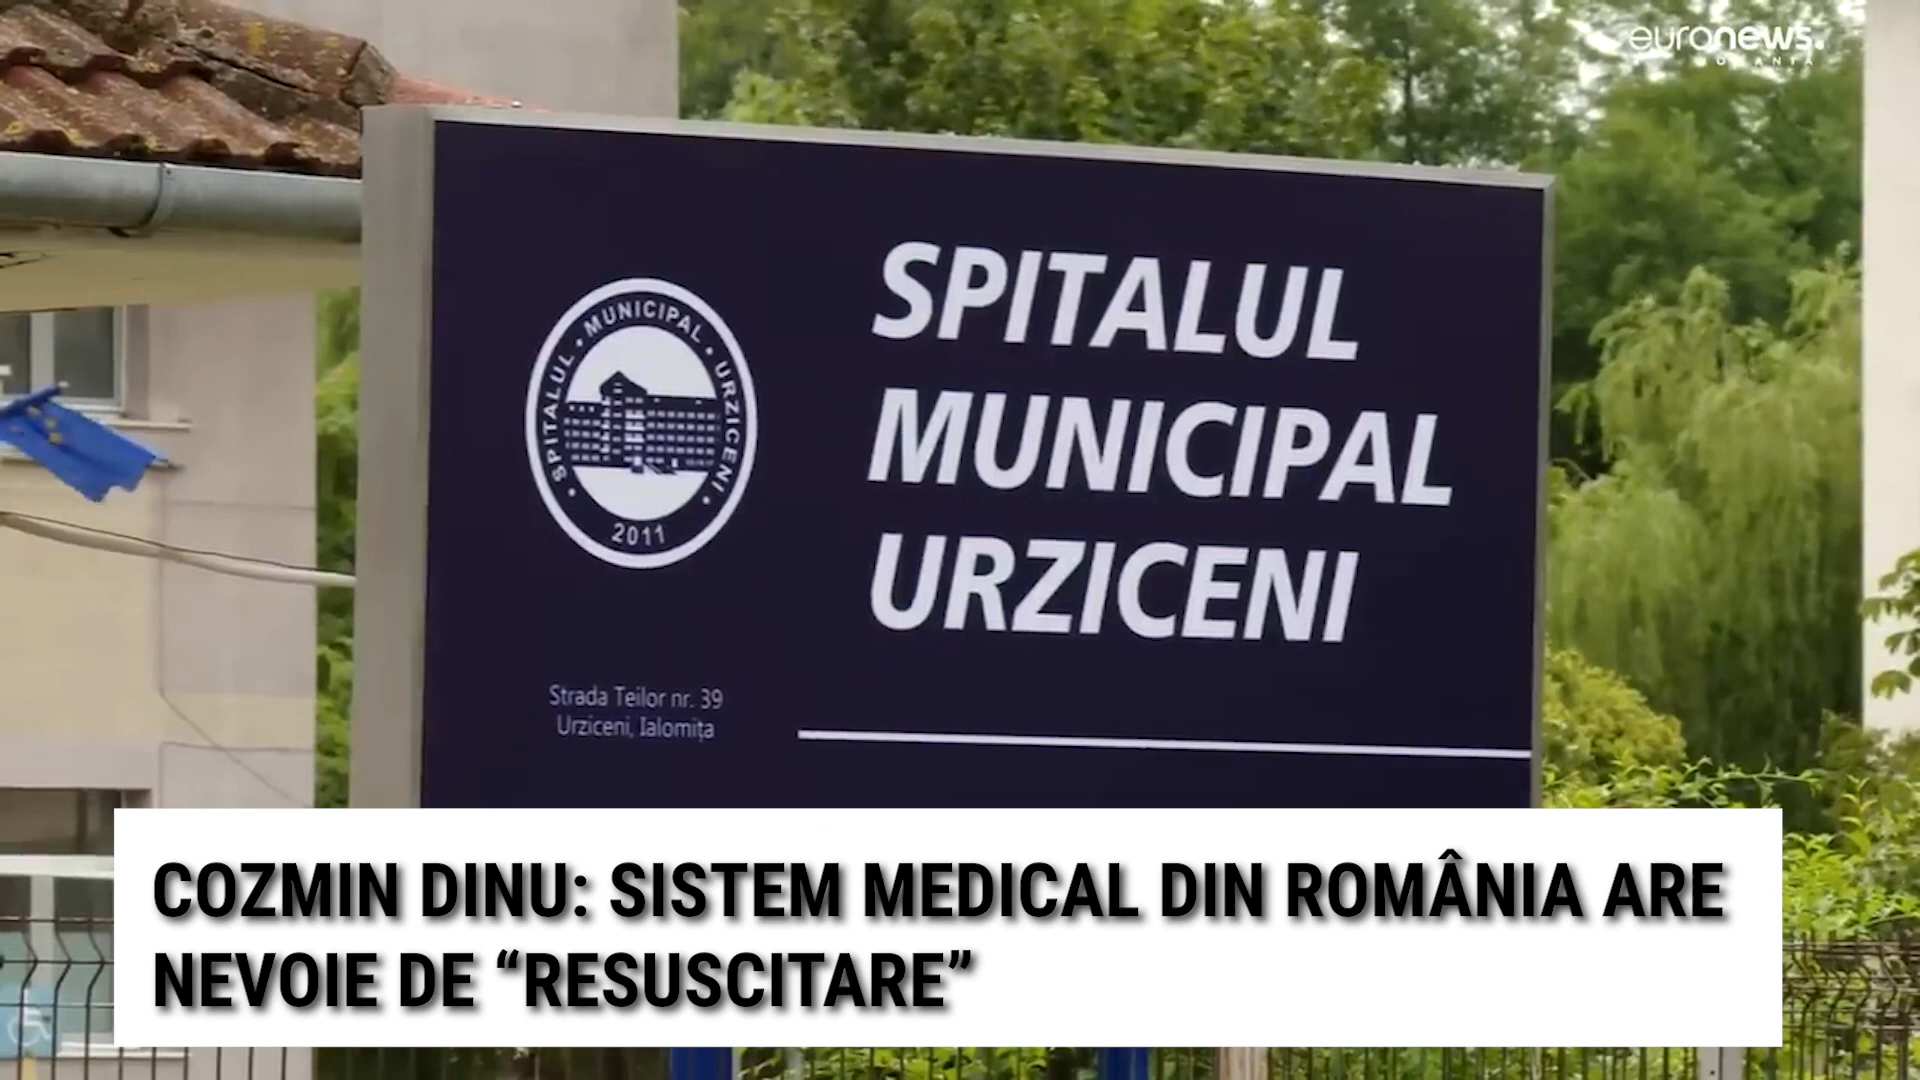 euronews.
ROMANIA
SPITALUL
MUNICIPAL
URZICENI
SPITALUL • MUNICIPAL • URZICENI
2011
Strada Teilor nr. 39
Urziceni, Ialomița
COZMIN DINU: SISTEM MEDICAL DIN ROMÂNIA ARE
NEVOIE DE “RESUSCITARE”